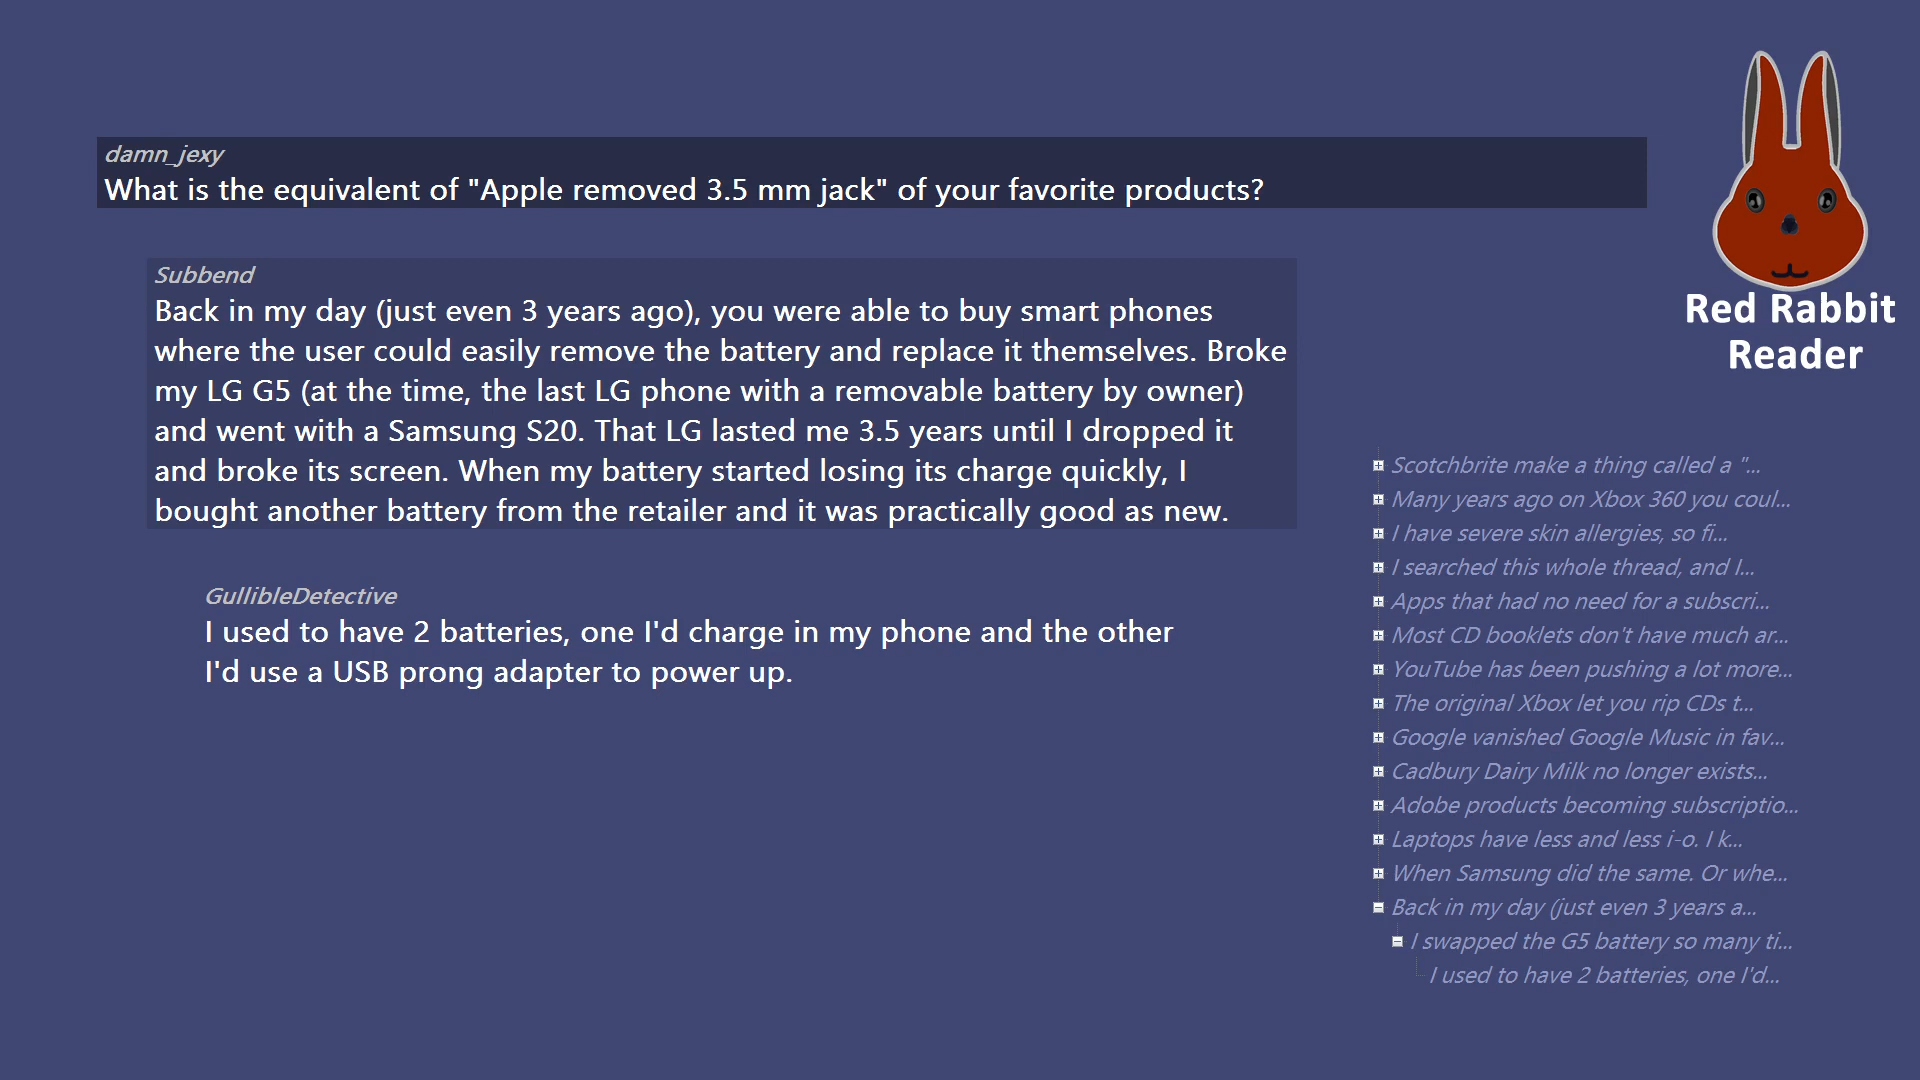 damn_jexy
What is the equivalent of "Apple removed 3.5 mm jack" of your favorite products?
Subbend
Back in my day (just even 3 years ago), you were able to buy smart phones
where the user could easily remove the battery and replace it themselves. Broke
my LG G5 (at the time, the last LG phone with a removable battery by owner)
and went with a Samsung S20. That LG lasted me 3.5 years until I dropped it
and broke its screen. When my battery started losing its charge quickly, I
bought another battery from the retailer and it was practically good as new.
GullibleDetective
I used to have 2 batteries, one I'd charge in my phone and the other
I'd use a USB prong adapter to power up.
Red Rabbit
Reader
Scotchbrite make a thing called a "...
Many years ago on Xbox 360 you coul...
I have severe skin allergies, so fi...
I searched this whole thread, and I...
Apps that had no need for a subscri...
Most CD booklets don't have much ar...
YouTube has been pushing a lot more...
The original Xbox let you rip CDs t...
Google vanished Google Music in fav...
Cadbury Dairy Milk no longer exists...
Adobe products becoming subscriptio...
Laptops have less and less i-o. I k...
When Samsung did the same. Or whe...
Back in my day (just even 3 years a...
I swapped the G5 battery so many ti...
I used to have 2 batteries, one I'd...